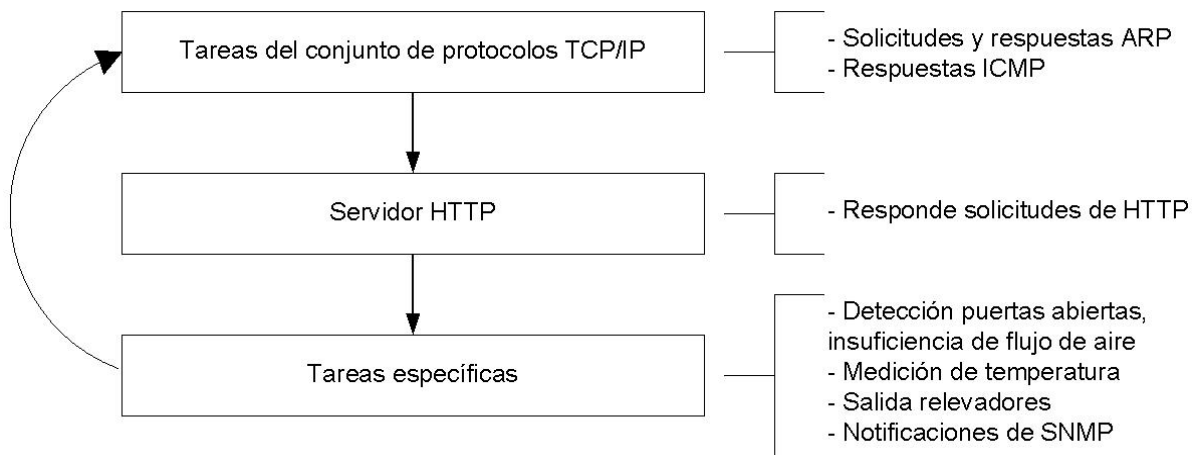 Tareas del conjunto de protocolos TCP/IP
- Solicitudes y respuestas ARP
- Respuestas ICMP
Servidor HTTP
- Responde solicitudes de HTTP
Tareas específicas
- Detección puertas abiertas,
insuficiencia de flujo de aire
- Medición de temperatura
- Salida relevadores
- Notificaciones de SNMP